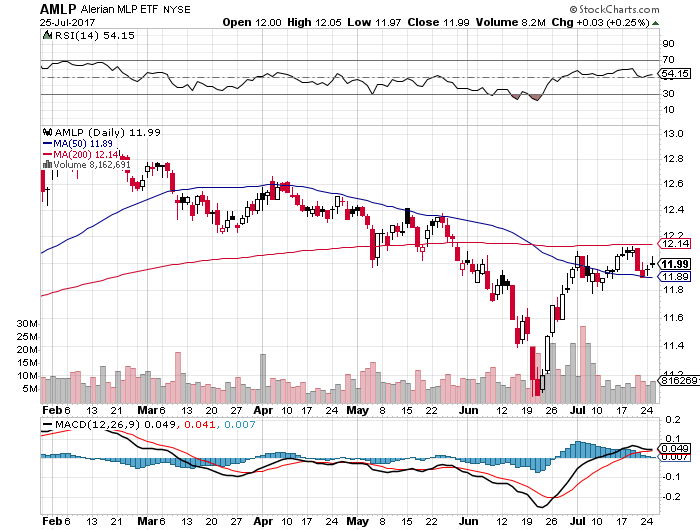 AMLP Alerian MLP ETF NYSE © StockCharts.com
25-Jul-2017 Open 12.00 High 12.05 Low 11.97 Close 11.99 Volume 8.2M Chg +0.03 (+0.25%)
RSI(14) 54.15
90
70
54.15
30
10
AMLP (Daily) 11.99
MA(50) 11.89
MA(200) 12.14
Volume 8,162,691
13.0
12.8
12.6
12.4
12.2
12.14
11.99
11.89
11.8
11.6
11.4
11.2
30M
25M
20M
15M
10M
5M
816269
Feb 6 13 21 Mar 6 13 20 27 Apr 10 17 24 May 8 15 22 Jun 12 19 26 Jul 10 17 24
MACD(12,26,9) 0.049, 0.041, 0.007
0.2
0.1
0.049
0.007
-0.1
-0.2
Feb 6 13 21 Mar 6 13 20 27 Apr 10 17 24 May 8 15 22 Jun 12 19 26 Jul 10 17 24